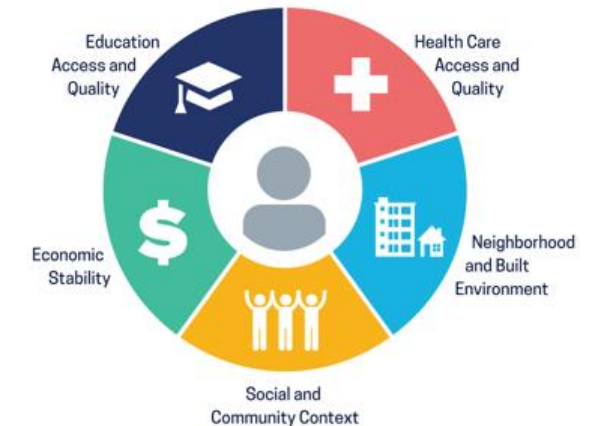 Education
Access and
Quality
Health Care
Access and
Quality
$
Economic
Stability
Neighborhood
and Built
Environment
Social and
Community Context